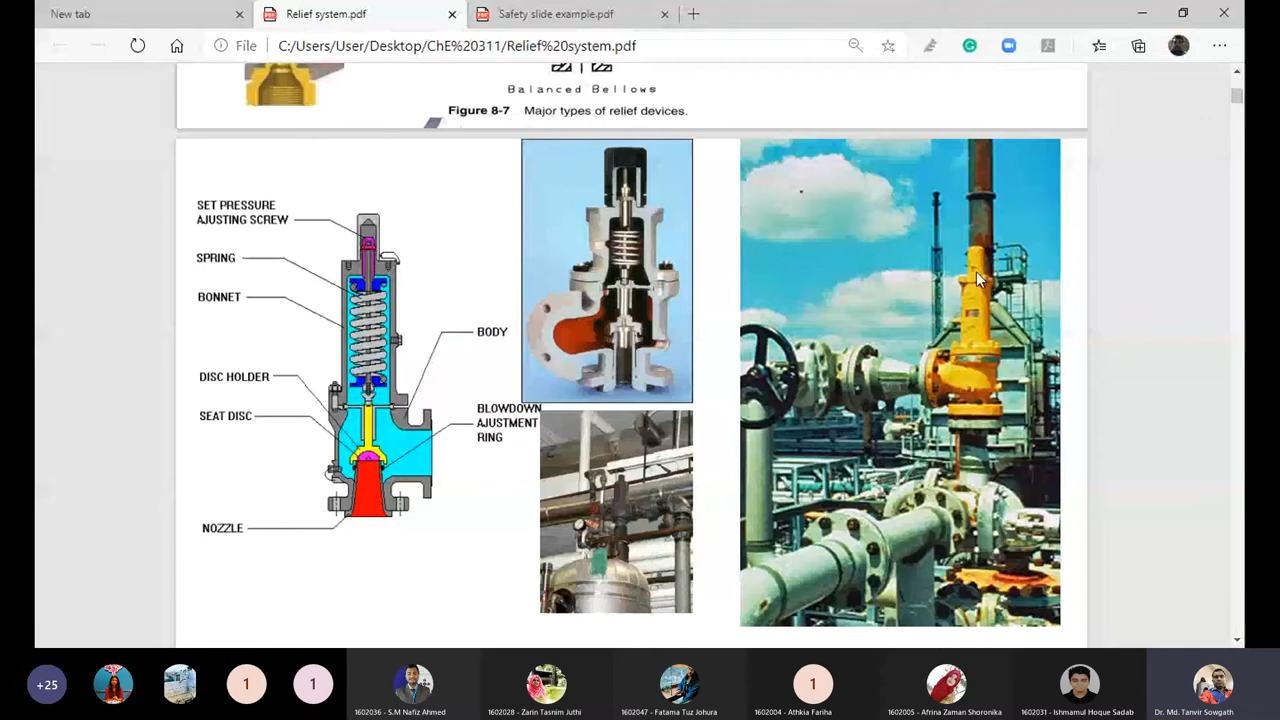 New tab
Relief system.pdf
Safety slide example.pdf
File
C:/Users/User/Desktop/ChE%20311/Relief%20system.pdf
Balanced Bellows
Figure 8-7 Major types of relief devices.
SET PRESSURE
AJUSTING SCREW
SPRING
BONNET
BODY
DISC HOLDER
SEAT DISC
BLOWDOWN
AJUSTMENT
RING
NOZZLE
+25
1
1
1
1602036 - S.M Nafiz Ahmed
1602028 - Zarin Tasnim Juthi
1602047 - Fatama Tuz Johura
1602004 - Athkia Fariha
1602005 - Afrina Zaman Shoronika
1602031 - Ishmamul Hoque Sadab
Dr. Md. Tanvir Sowgath